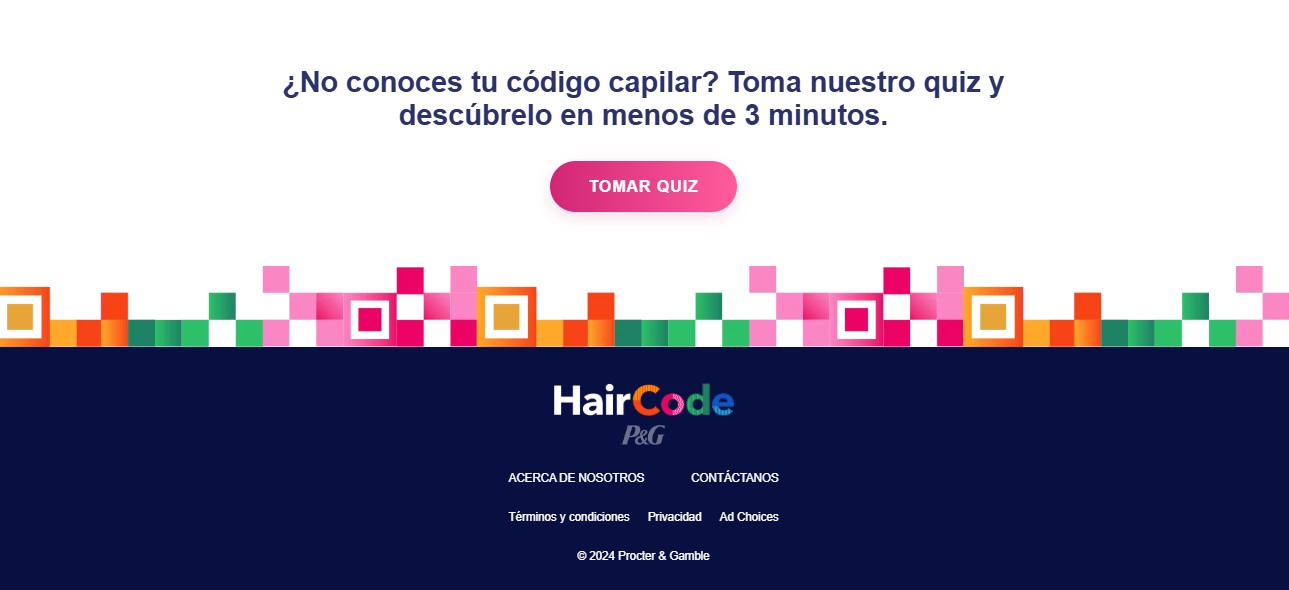 ¿No conoces tu código capilar? Toma nuestro quiz y
descúbrelo en menos de 3 minutos.
TOMAR QUIZ
HairCode
P&G
ACERCA DE NOSOTROS CONTÁCTANOS
Términos y condiciones Privacidad Ad Choices
© 2024 Procter & Gamble